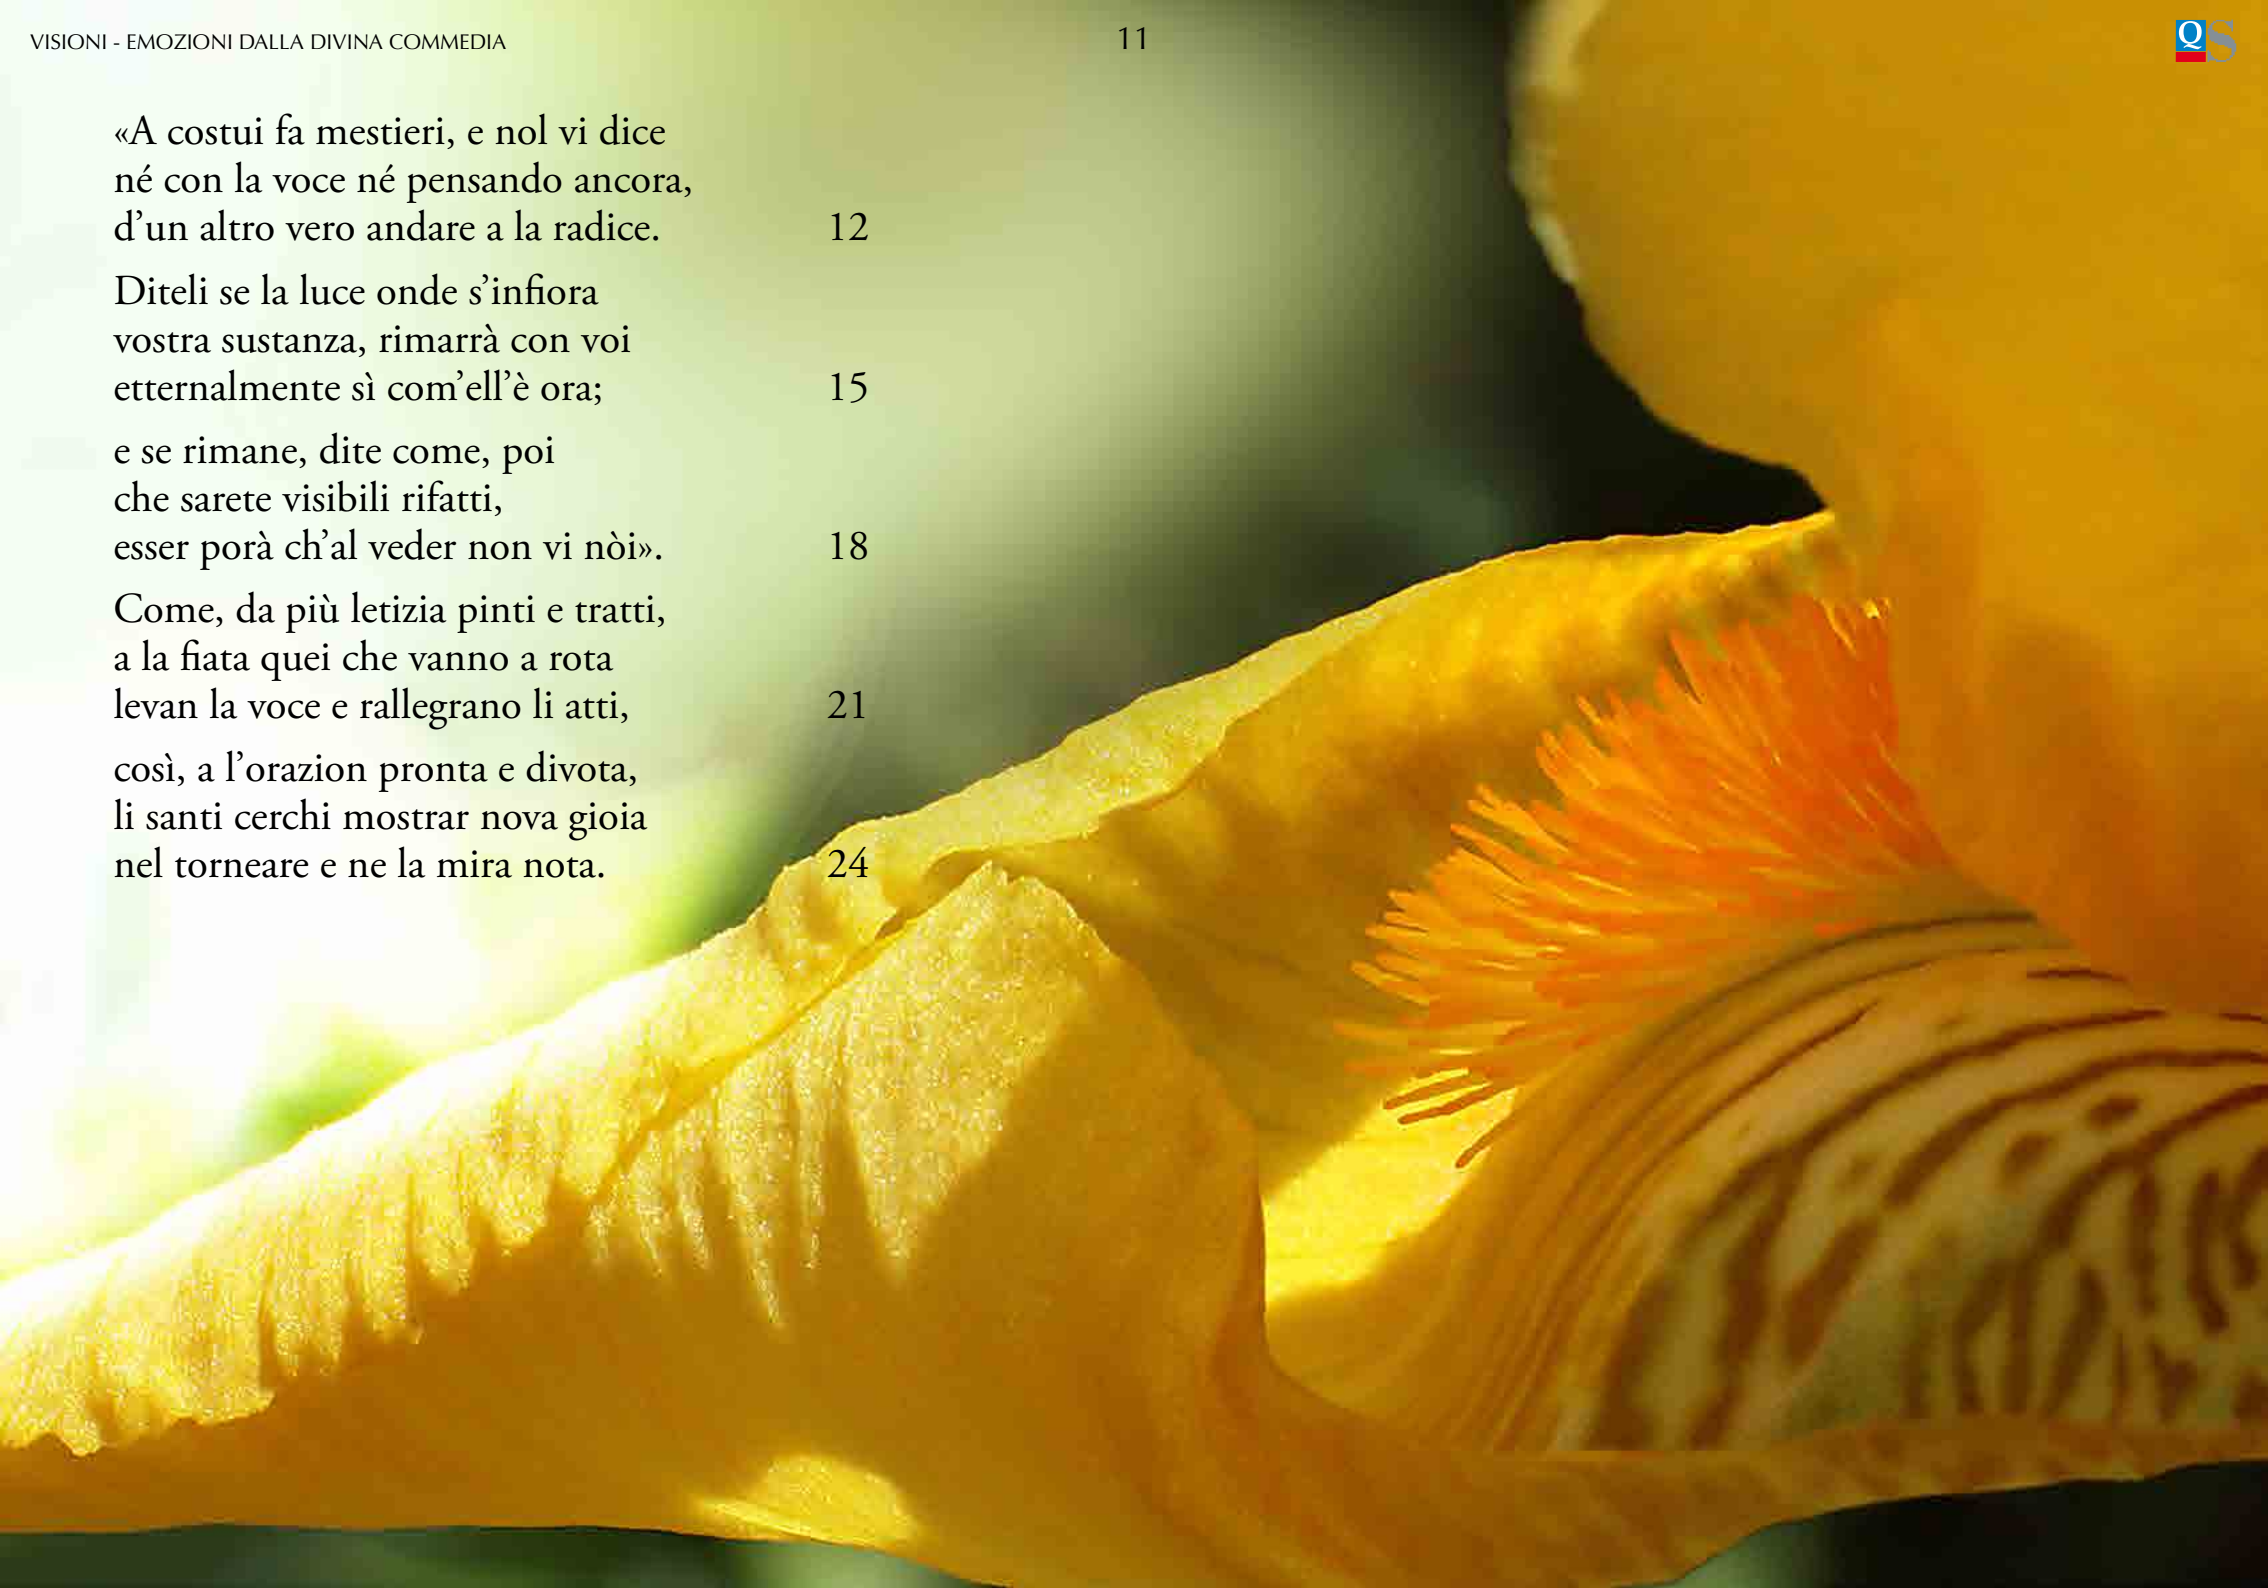 VISIONI - EMOZIONI DALLA DIVINA COMMEDIA
11
QS
«A costui fa mestieri, e nol vi dice
né con la voce né pensando ancora,
d’un altro vero andare a la radice. 12
Diteli se la luce onde s’infiora
vostra sustanza, rimarrà con voi
etternalmente sì com’ell’è ora; 15
e se rimane, dite come, poi
che sarete visibili rifatti,
esser porà ch’al veder non vi nòi». 18
Come, da più letizia pinti e tratti,
a la fiata quei che vanno a rota
levan la voce e rallegrano li atti, 21
così, a l’orazion pronta e divota,
li santi cerchi mostrar nova gioia
nel torneare e ne la mira nota. 24